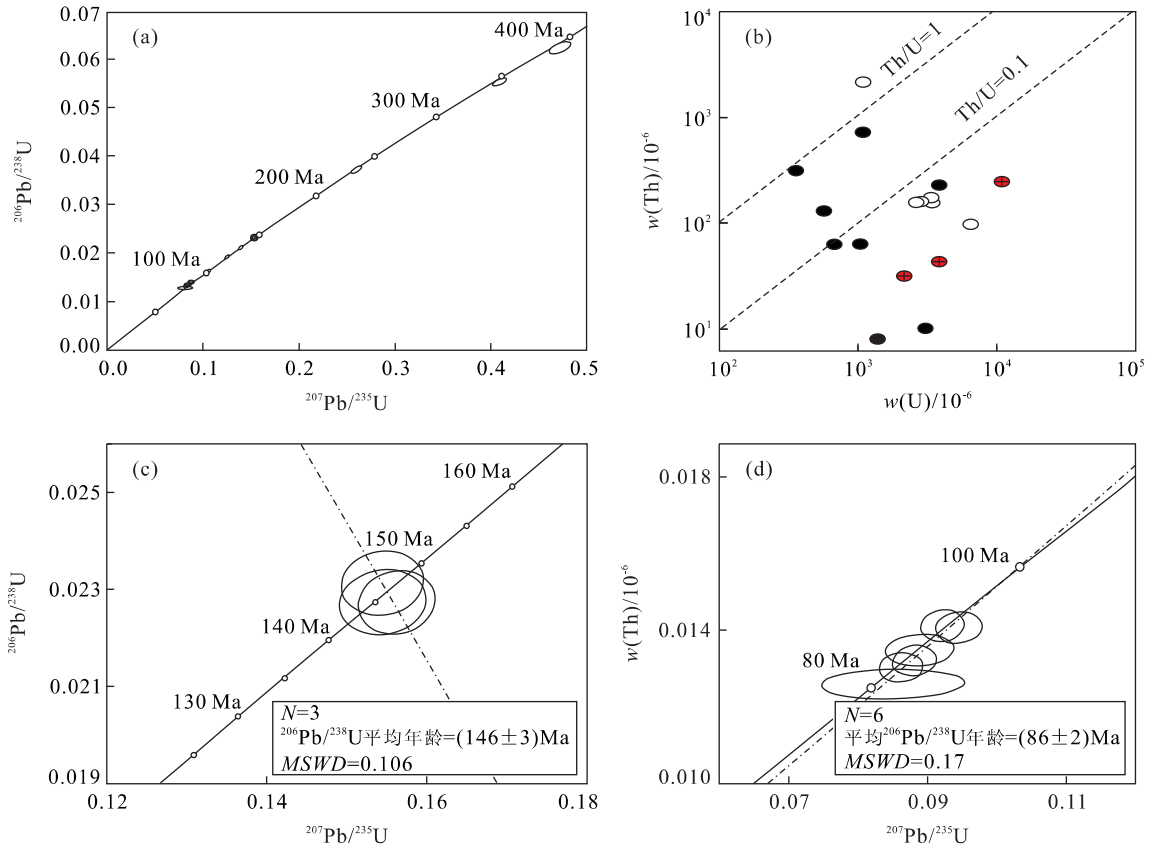 (a)
0.07
0.06
0.05
0.04
0.03
0.02
0.01
0.00
²⁰⁶Pb/²³⁸U
400 Ma
300 Ma
200 Ma
100 Ma
0.0 0.1 0.2 0.3 0.4 0.5
²⁰⁷Pb/²³⁵U
(b)
10⁴
10³
10²
10¹
w(Th)/10⁻⁶
Th/U=1
Th/U=0.1
10² 10³ 10⁴ 10⁵
w(U)/10⁻⁶
(c)
0.025
0.023
0.021
0.019
²⁰⁶Pb/²³⁸U
160 Ma
150 Ma
140 Ma
130 Ma
N=3
²⁰⁶Pb/²³⁸U平均年龄=(146±3)Ma
MSWD=0.106
0.12 0.14 0.16 0.18
²⁰⁷Pb/²³⁵U
(d)
0.018
0.014
0.010
w(Th)/10⁻⁶
100 Ma
80 Ma
N=6
平均²⁰⁶Pb/²³⁸U年龄=(86±2)Ma
MSWD=0.17
0.07 0.09 0.11
²⁰⁷Pb/²³⁵U